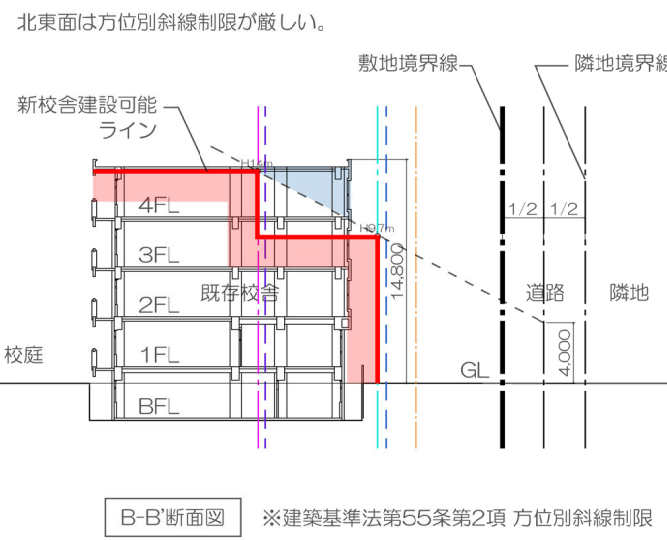 北東面は方位別斜線制限が厳しい。
敷地境界線
隣地境界線
新校舎建設可能
ライン
H14m
4FL
1/2 1/2
H9.7m
3FL
14,800
既存校舎
道路
隣地
2FL
4,000
校庭
1FL
GL
BFL
B-B'断面図
※建築基準法第55条第2項 方位別斜線制限